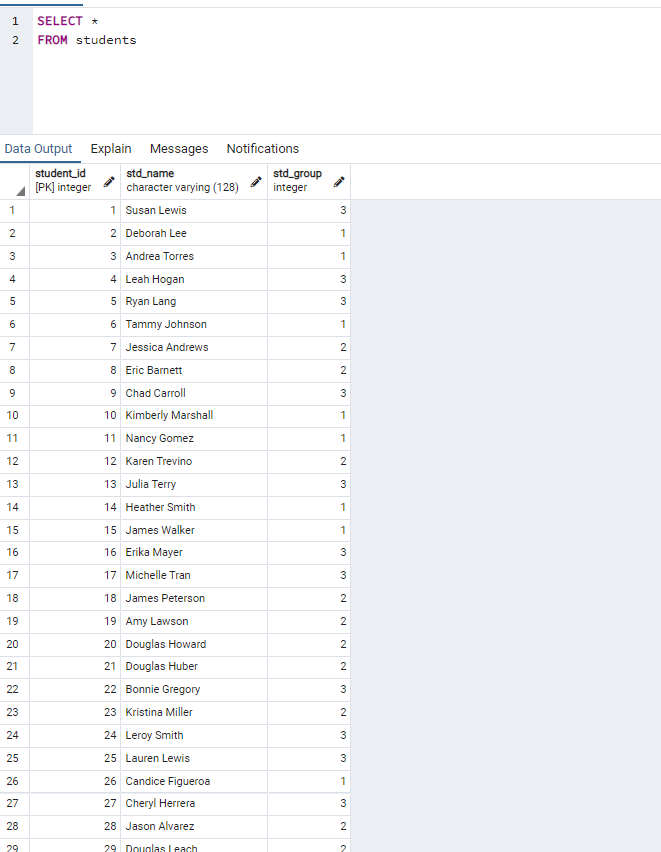 1 SELECT *
2 FROM students
Data Output Explain Messages Notifications
student_id std_name std_group
[PK] integer character varying (128) integer
1 1 Susan Lewis 3
2 2 Deborah Lee 1
3 3 Andrea Torres 1
4 4 Leah Hogan 3
5 5 Ryan Lang 3
6 6 Tammy Johnson 1
7 7 Jessica Andrews 2
8 8 Eric Barnett 2
9 9 Chad Carroll 3
10 10 Kimberly Marshall 1
11 11 Nancy Gomez 1
12 12 Karen Trevino 2
13 13 Julia Terry 3
14 14 Heather Smith 1
15 15 James Walker 1
16 16 Erika Mayer 3
17 17 Michelle Tran 3
18 18 James Peterson 2
19 19 Amy Lawson 2
20 20 Douglas Howard 2
21 21 Douglas Huber 2
22 22 Bonnie Gregory 3
23 23 Kristina Miller 2
24 24 Leroy Smith 3
25 25 Lauren Lewis 3
26 26 Candice Figueroa 1
27 27 Cheryl Herrera 3
28 28 Jason Alvarez 2
29 29 Douglas Leach 2